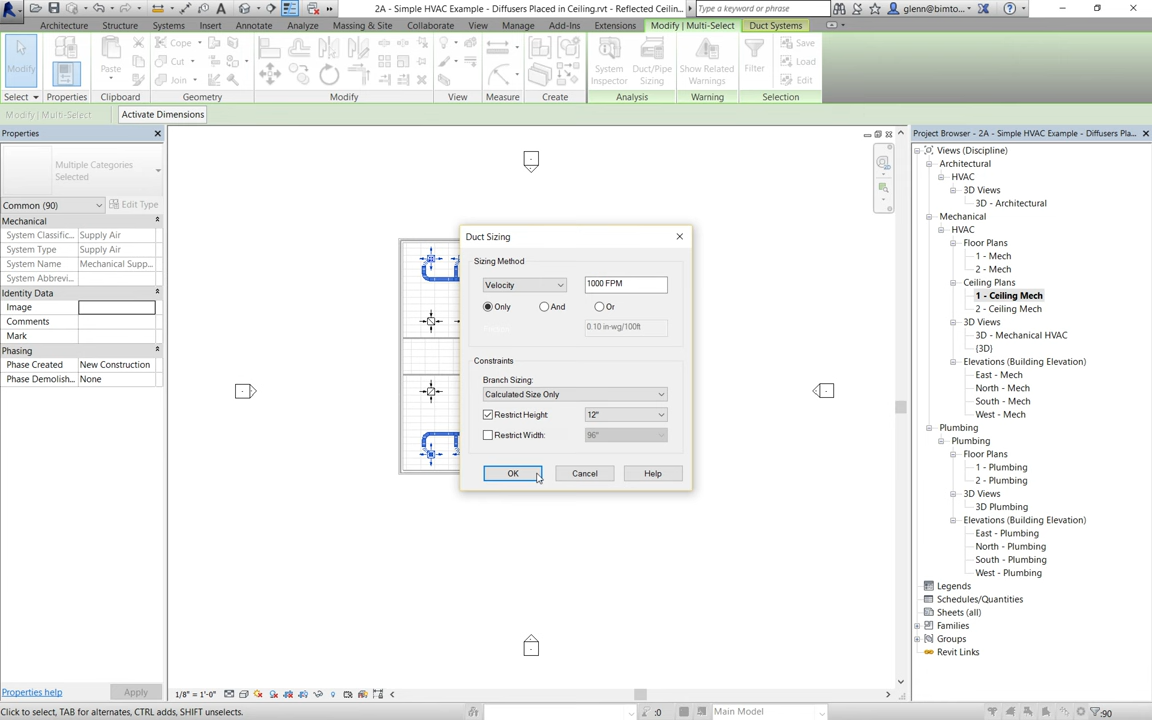 2A - Simple HVAC Example - Diffusers Placed in Ceiling.rvt - Reflected Ceilin...
Type a keyword or phrase
glenn@bimto...
Architecture Structure Systems Insert Annotate Analyze Massing & Site Collaborate View Manage Add-Ins Extensions Modify | Multi-Select Duct Systems
Modify
Paste
Cope
Cut
Join
System Inspector
Duct/Pipe Sizing
Show Related Warnings
Filter
Save
Load
Edit
Select Properties Clipboard Geometry Modify View Measure Create Analysis Warning Selection
Modify | Multi-Select Activate Dimensions
Properties
Multiple Categories Selected
Common (90) Edit Type
Mechanical
System Classific... Supply Air
System Type Supply Air
System Name Mechanical Supp...
System Abbrevi...
Identity Data
Image
Comments
Mark
Phasing
Phase Created New Construction
Phase Demolish... None
Properties help Apply
Duct Sizing
Sizing Method
Velocity 1000 FPM
Only And Or
0.10 in-wg/100ft
Constraints
Branch Sizing:
Calculated Size Only
Restrict Height: 12"
Restrict Width: 96"
OK Cancel Help
Project Browser - 2A - Simple HVAC Example - Diffusers Pla...
Views (Discipline)
Architectural
HVAC
3D Views
3D - Architectural
Mechanical
HVAC
Floor Plans
1 - Mech
2 - Mech
Ceiling Plans
1 - Ceiling Mech
2 - Ceiling Mech
3D Views
3D - Mechanical HVAC
{3D}
Elevations (Building Elevation)
East - Mech
North - Mech
South - Mech
West - Mech
Plumbing
Plumbing
Floor Plans
1 - Plumbing
2 - Plumbing
3D Views
3D Plumbing
Elevations (Building Elevation)
East - Plumbing
North - Plumbing
South - Plumbing
West - Plumbing
Legends
Schedules/Quantities
Sheets (all)
Families
Groups
Revit Links
1/8" = 1'-0"
Click to select, TAB for alternates, CTRL adds, SHIFT unselects.
:0
Main Model
:90